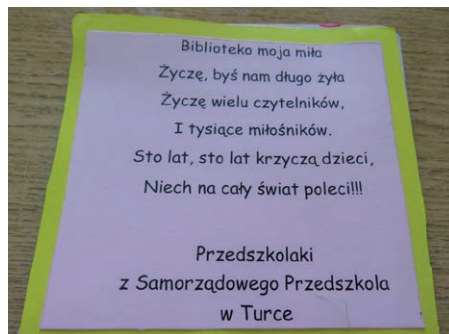 Biblioteko moja miła
Życzę, byś nam długo żyła
Życzę wielu czytelników,
I tysiące miłośników.
Sto lat, sto lat krzyczą dzieci,
Niech na cały świat poleci!!!
Przedszkolaki
z Samorządowego Przedszkola
w Turce